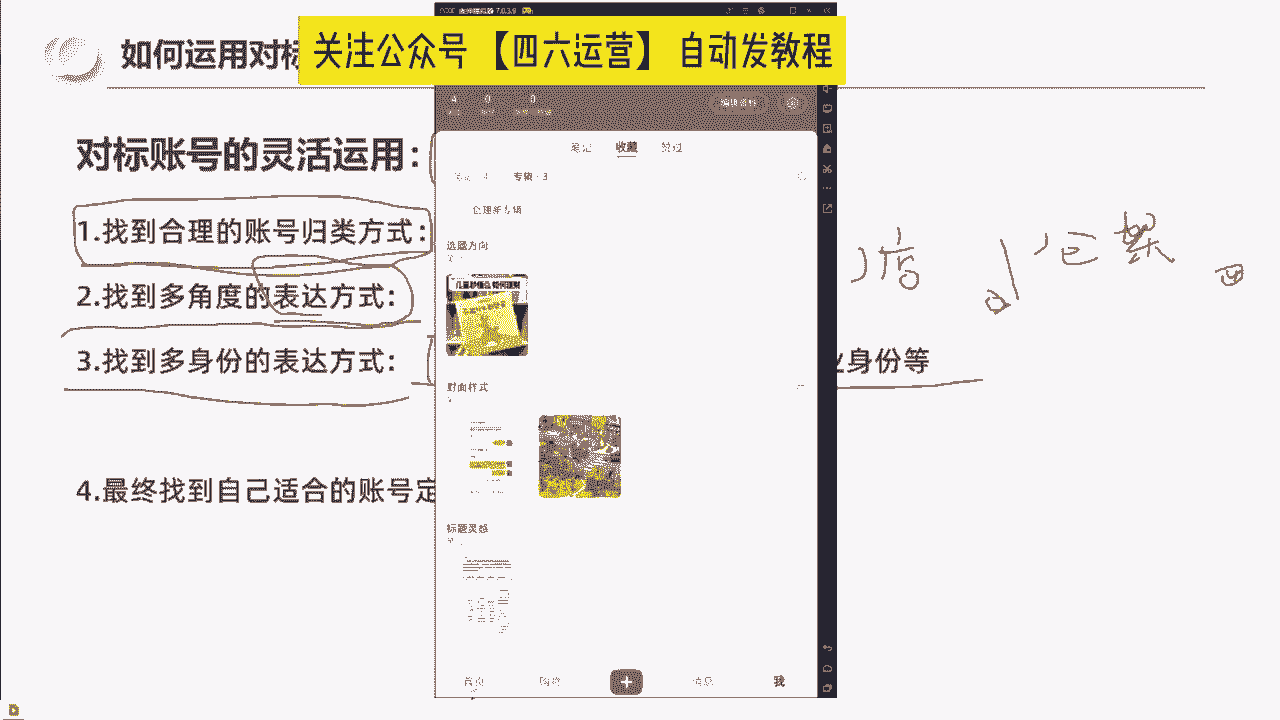 如何运用对标
关注公众号 【四六运营】 自动发教程
对标账号的灵活运用：
1.找到合理的账号归类方式：
2.找到多角度的表达方式：
3.找到多身份的表达方式：
业身份等
4.最终找到自己适合的账号定
7.0.3.9
编辑资料
笔记 收藏 赞过
专辑·3
创建新专辑
选题方向
封面样式
标题灵感
首页 购物 消息 我
店